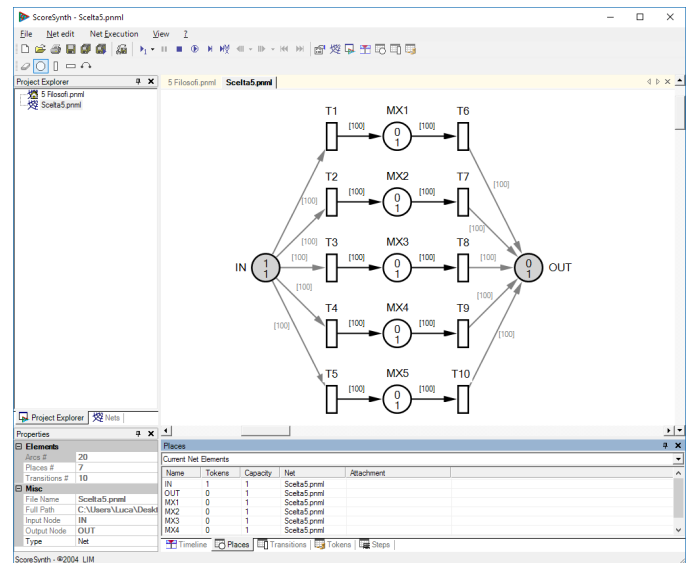 ScoreSynth - Scelta5.pnml
File Net edit Net Execution View ?
Project Explorer
5 Filosofi.pnml
Scelta5.pnml
5 Filosofi.pnml Scelta5.pnml
T1 MX1 T6
[100] [100]
0
1
[100]
T2 MX2 T7
[100] [100] [100]
0
1
[100]
[100] T3 MX3 T8
IN 1 1 [100] [100] 0 1 [100] [100] 0 1 OUT
[100]
T4 MX4 T9
[100]
[100] [100] [100]
0
1
[100]
T5 MX5 T10
[100] [100]
0
1
Project Explorer Nets
Properties
Elements
Arcs # 20
Places # 7
Transitions # 10
Misc
File Name Scelta5.pnml
Full Path C:\Users\Luca\Deskt
Input Node IN
Output Node OUT
Type Net
Places
Current Net Elements
Name Tokens Capacity Net Attachment
IN 1 1 Scelta5.pnml
OUT 0 1 Scelta5.pnml
MX1 0 1 Scelta5.pnml
MX2 0 1 Scelta5.pnml
MX3 0 1 Scelta5.pnml
MX4 0 1 Scelta5.pnml
Timeline Places Transitions Tokens Steps
ScoreSynth - ©2004 LIM